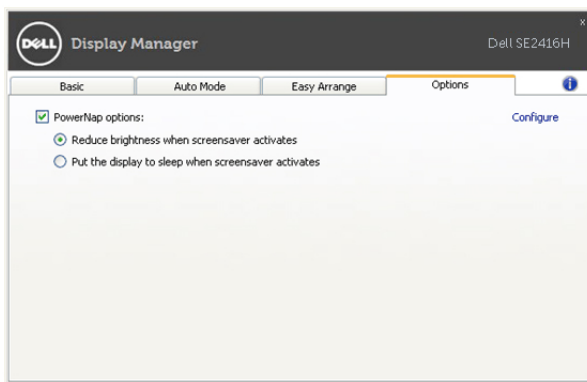 x
DELL Display Manager Dell SE2416H
Basic Auto Mode Easy Arrange Options i
PowerNap options: Configure
Reduce brightness when screensaver activates
Put the display to sleep when screensaver activates